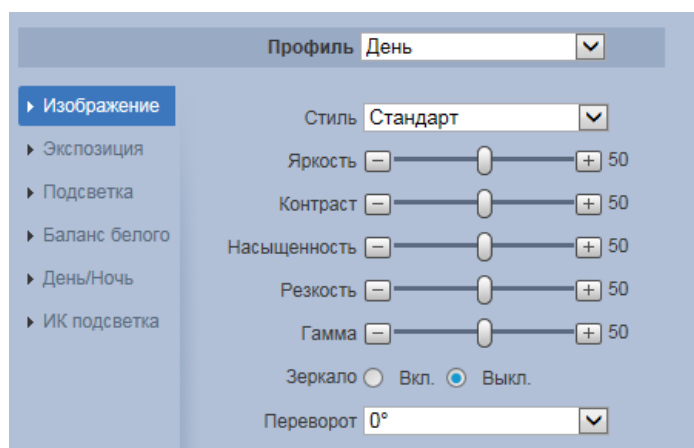 Профиль День
Изображение
Экспозиция
Подсветка
Баланс белого
День/Ночь
ИК подсветка
Стиль Стандарт
Яркость 50
Контраст 50
Насыщенность 50
Резкость 50
Гамма 50
Зеркало Вкл. Выкл.
Переворот 0°